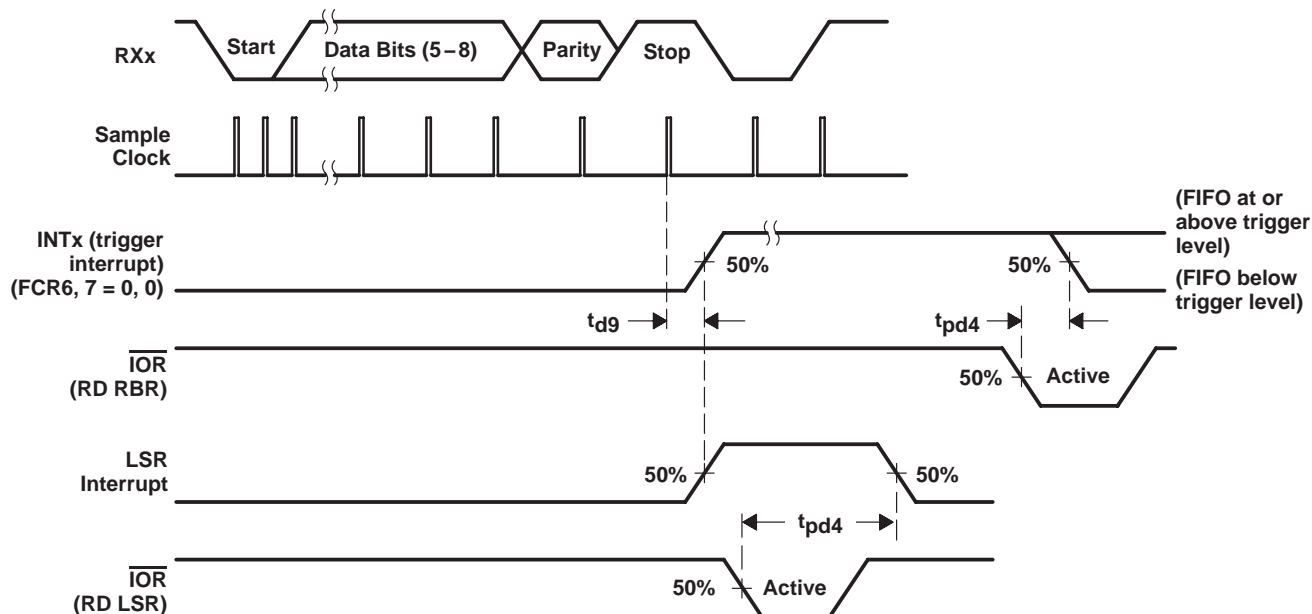 RXx
Start
Data Bits (5–8)
Parity
Stop
Sample
Clock
INTx (trigger
interrupt)
(FCR6, 7 = 0, 0)
50%
50%
(FIFO at or
above trigger
level)
(FIFO below
trigger level)
td9
tpd4
IOR
(RD RBR)
50%
Active
LSR
Interrupt
50%
50%
tpd4
IOR
(RD LSR)
50%
Active